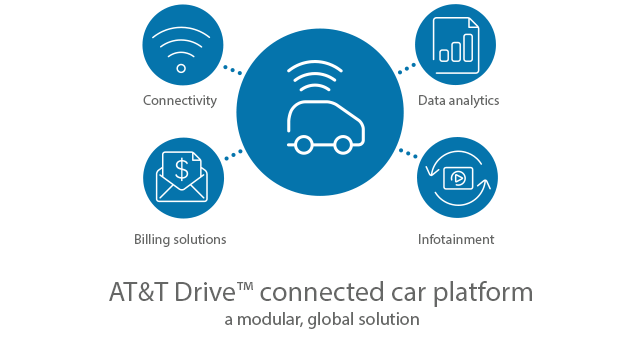 Connectivity
Data analytics
$
Billing solutions
Infotainment
AT&T Drive™ connected car platform
a modular, global solution